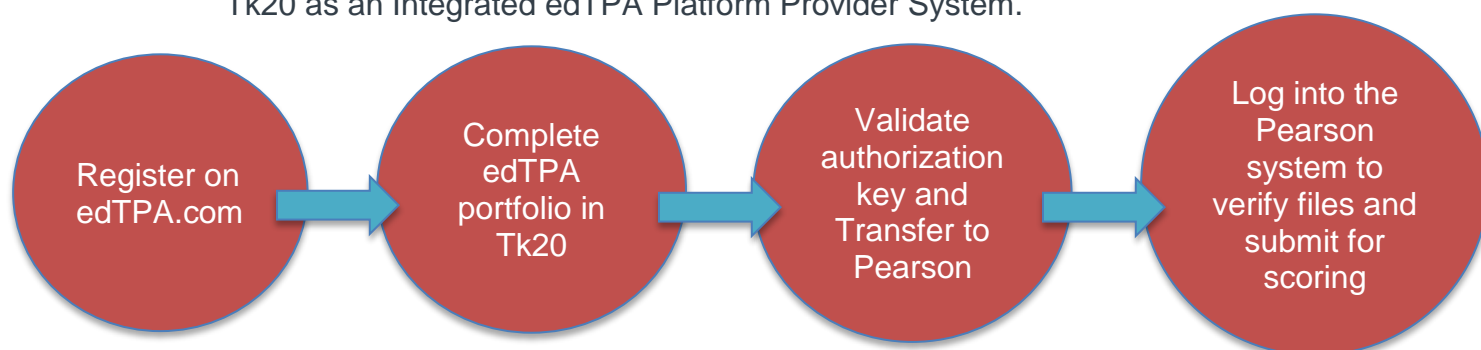 Tk20 as an Integrated edTPA Platform Provider System.
Register on
edTPA.com
Complete
edTPA
portfolio in
Tk20
Validate
authorization
key and
Transfer to
Pearson
Log into the
Pearson
system to
verify files and
submit for
scoring